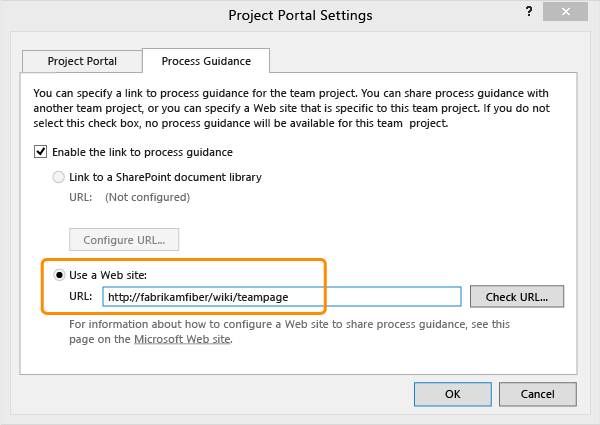 Project Portal Settings
?
Project Portal
Process Guidance
You can specify a link to process guidance for the team project. You can share process guidance with
another team project, or you can specify a Web site that is specific to this team project. If you do not
select this check box, no process guidance will be available for this team project.
Enable the link to process guidance
Link to a SharePoint document library
URL: (Not configured)
Configure URL...
Use a Web site:
URL: http://fabrikamfiber/wiki/teampage
Check URL...
For information about how to configure a Web site to share process guidance, see this
page on the Microsoft Web site.
OK
Cancel